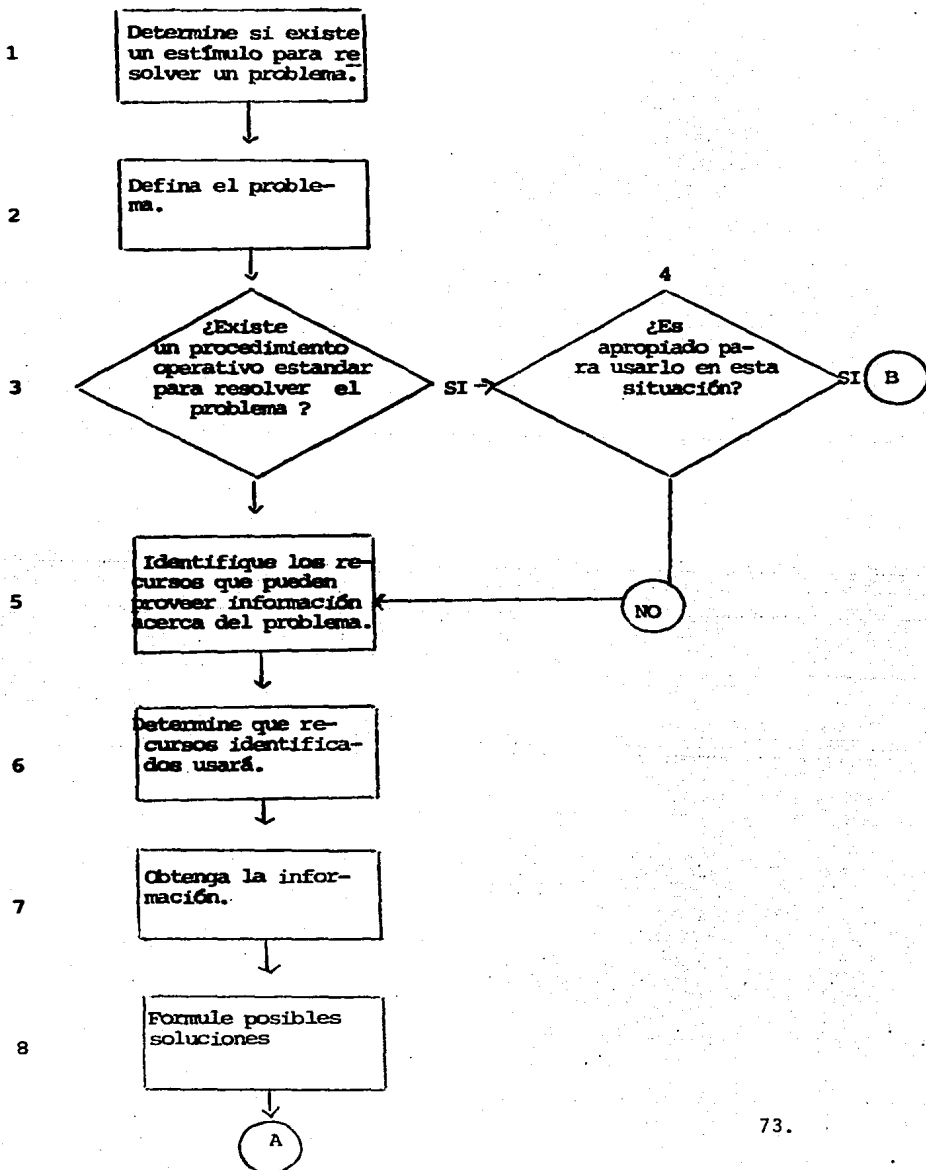 1
Determine si existe
un estímulo para re
solver un problema.
2
Defina el proble-
ma.
3
¿Existe
un procedimiento
operativo estandar
para resolver el
problema ?
SI
4
¿Es
apropiado pa-
ra usarlo en esta
situación?
SI
B
5
Identifique los re-
cursos que pueden
proveer información
acerca del problema.
NO
6
Determine que re-
cursos identifica-
dos usará.
7
Obtenga la infor-
mación.
8
Formule posibles
soluciones
A
73.